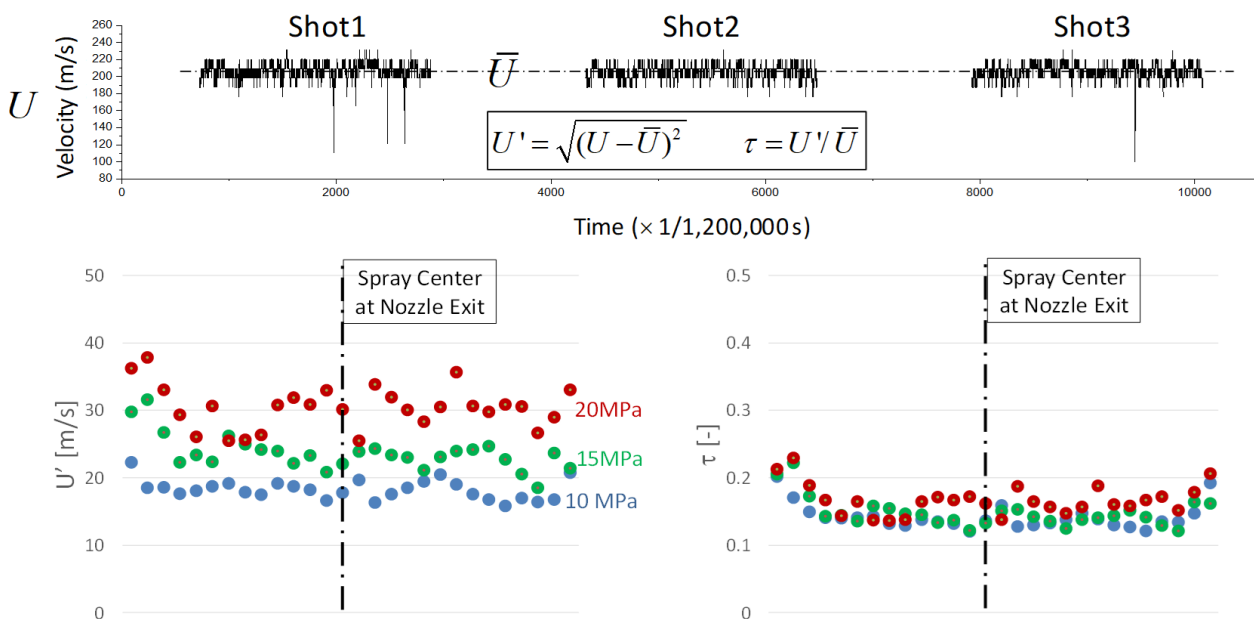 Shot1 Shot2 Shot3
260
240
220
200
180
160
140
120
100
80
U
Velocity (m/s)
U̅
U' = √(U − U̅)² τ = U'/U̅
0 2000 4000 6000 8000 10000
Time (× 1/1,200,000 s)
50
40
30
20
10
0
U' [m/s]
Spray Center
at Nozzle Exit
20MPa
15MPa
10 MPa
0.5
0.4
0.3
0.2
0.1
0
τ [-]
Spray Center
at Nozzle Exit